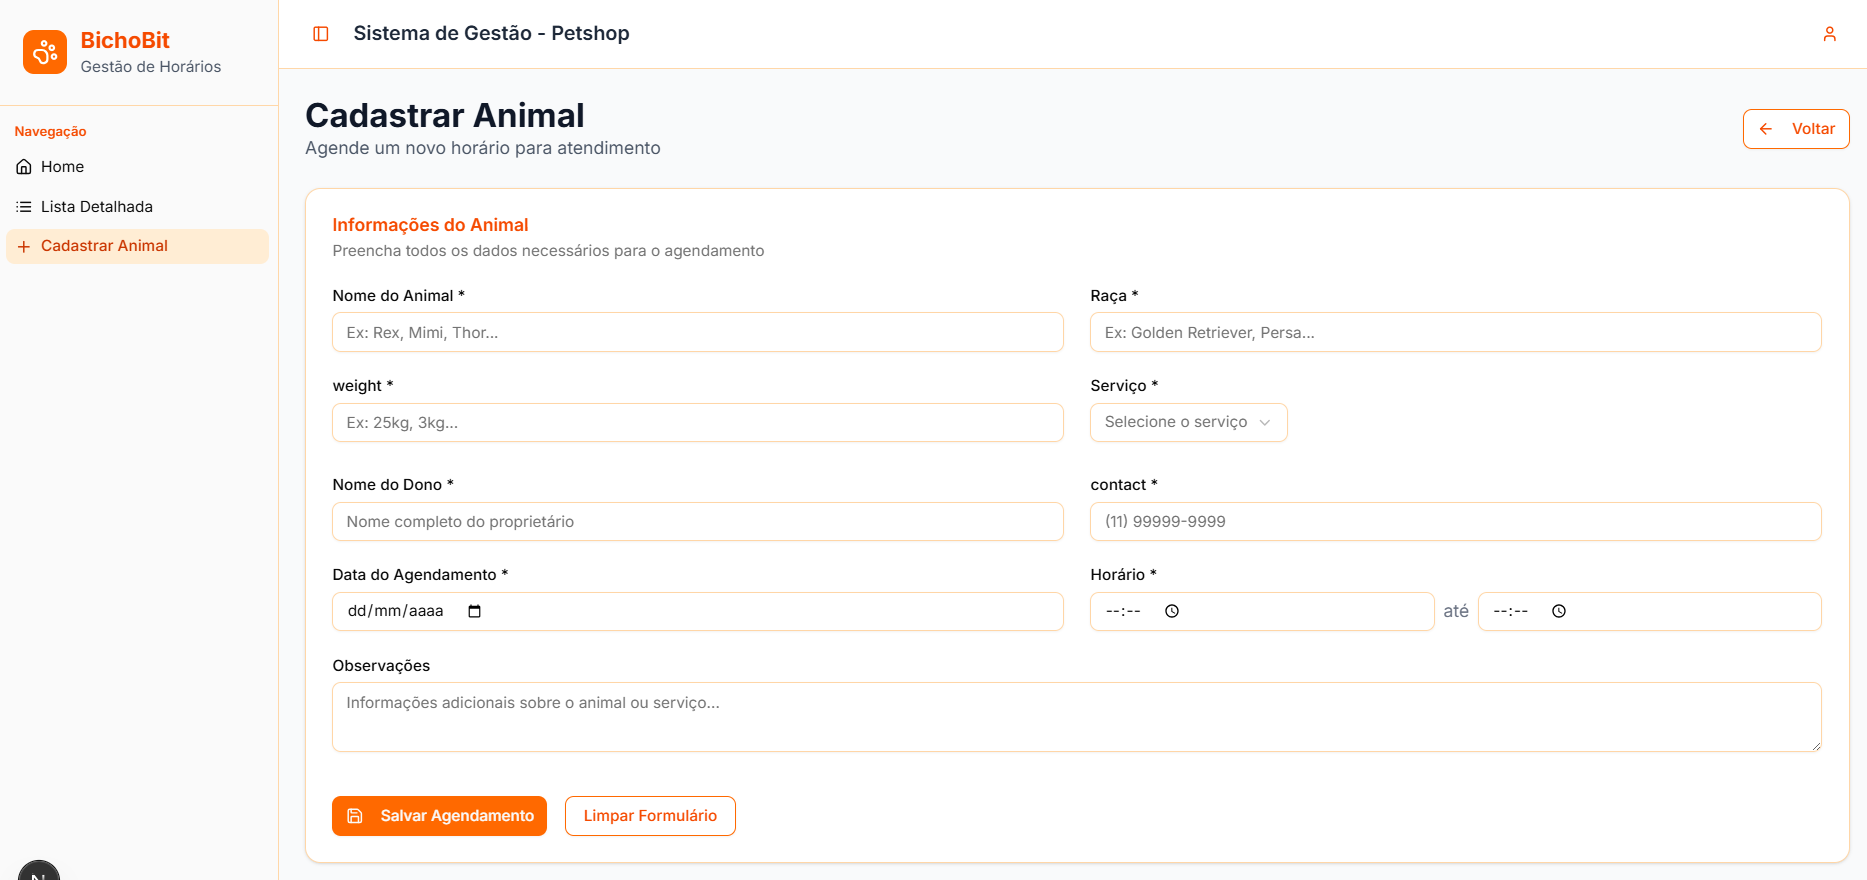 BichoBit
Gestão de Horários
Navegação
Home
Lista Detalhada
Cadastrar Animal
Sistema de Gestão - Petshop
Cadastrar Animal
Agende um novo horário para atendimento
Voltar
Informações do Animal
Preencha todos os dados necessários para o agendamento
Nome do Animal *
Ex: Rex, Mimi, Thor...
Raça *
Ex: Golden Retriever, Persa...
weight *
Ex: 25kg, 3kg...
Serviço *
Selecione o serviço
Nome do Dono *
Nome completo do proprietário
contact *
(11) 99999-9999
Data do Agendamento *
dd/mm/aaaa
Horário *
--:-- até --:--
Observações
Informações adicionais sobre o animal ou serviço...
Salvar Agendamento
Limpar Formulário